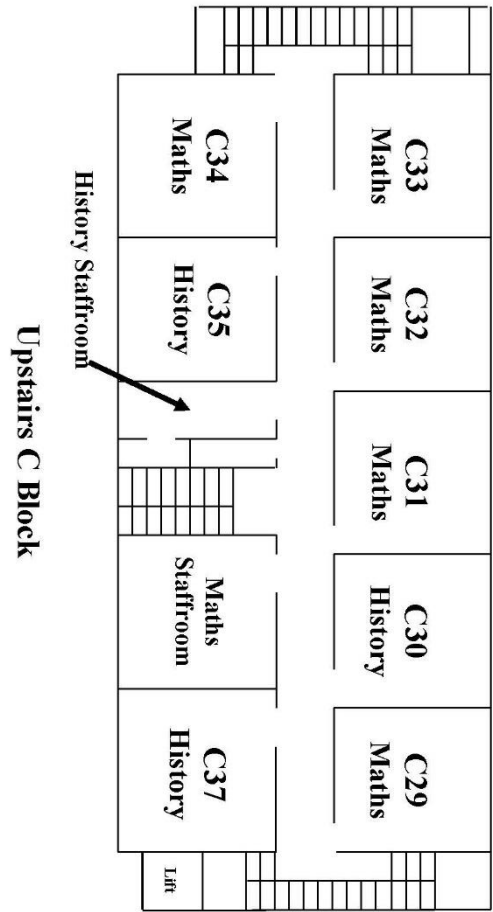 C33
Maths
C32
Maths
C31
Maths
C30
History
C29
Maths
C34
Maths
C35
History
Maths
Staffroom
C37
History
Lift
History Staffroom
Upstairs C Block